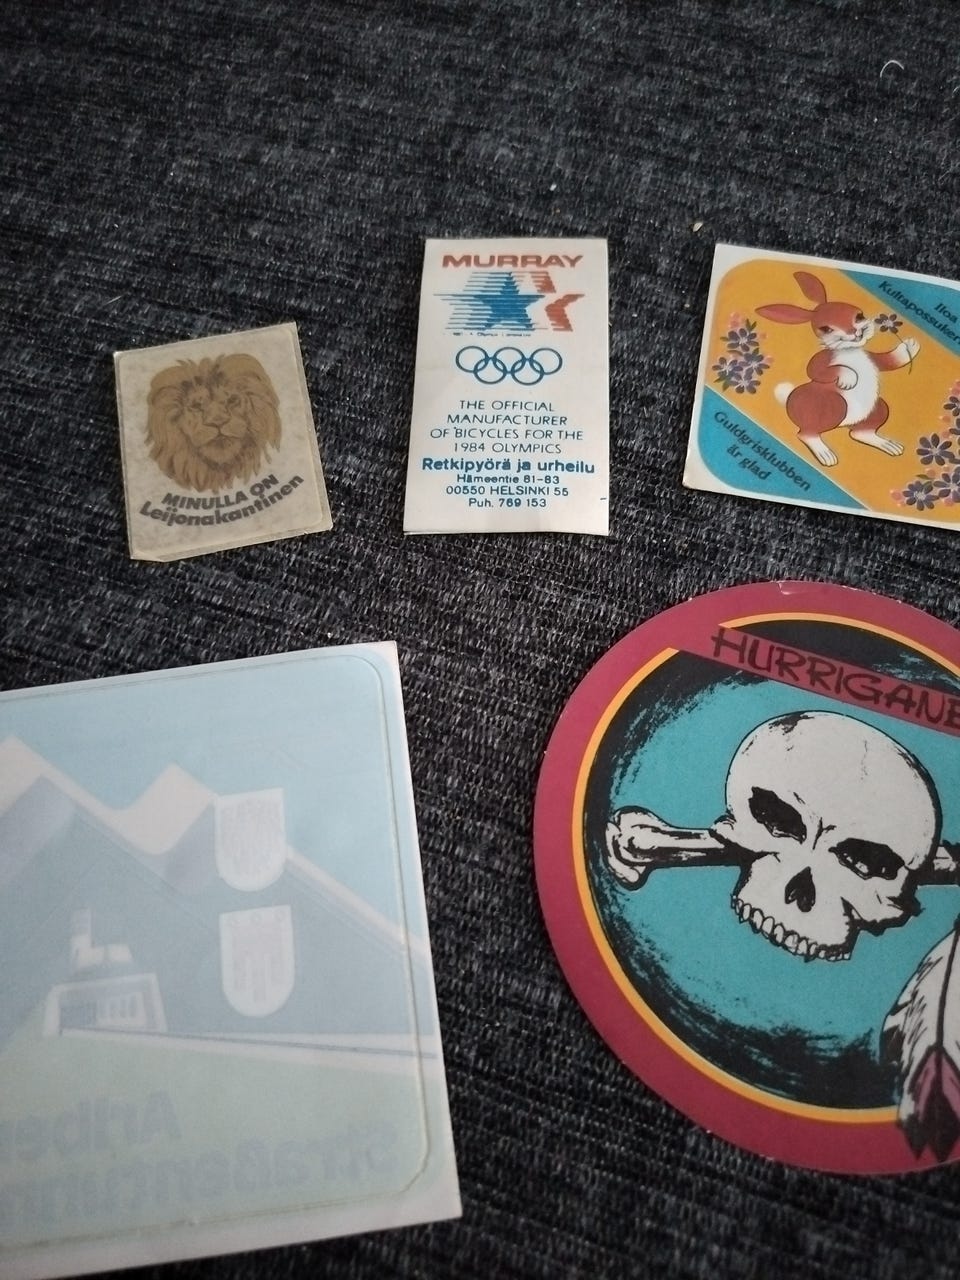 MURRAY
THE OFFICIAL
MANUFACTURER
OF BICYCLES FOR THE
1984 OLYMPICS
Retkipyörä ja urheilu
Hämeentie 81-83
00550 HELSINKI 55
Puh. 769 153
MINULLA ON
Leijonakantinen
Iloa
Guldgrisklubben
är glad
HURRIGANE